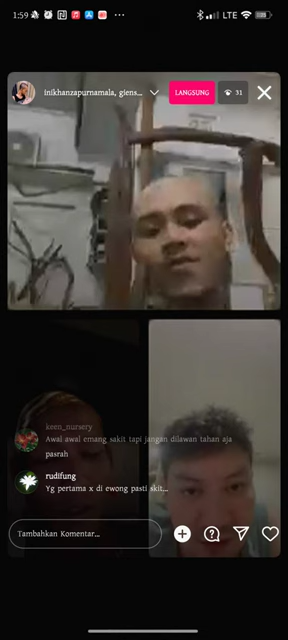 1:59
LTE
inikhanzapurnamala, giens...
LANGSUNG
31
keen_nursery
Awal awal emang sakit tapi jangan dilawan tahan aja
pasrah
rudifung
Yg pertama x di ewong pasti skit...
Tambahkan Komentar...